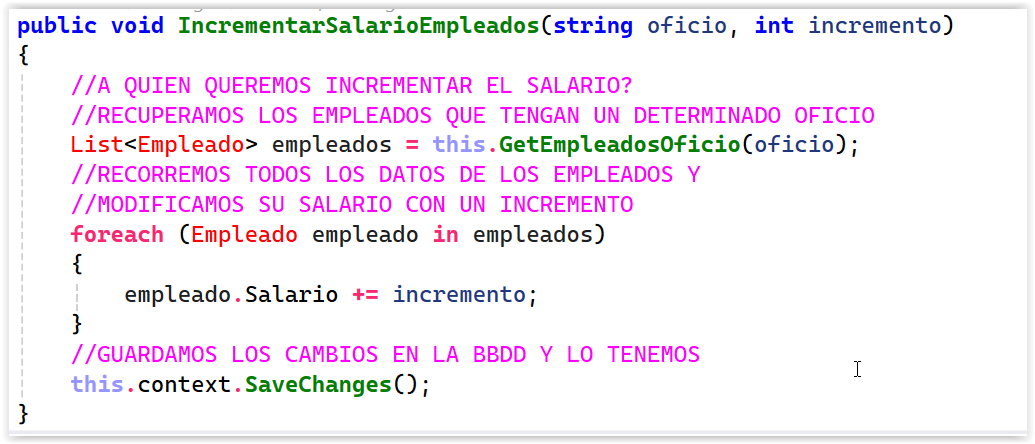 public void IncrementarSalarioEmpleados(string oficio, int incremento)
{
    //A QUIEN QUEREMOS INCREMENTAR EL SALARIO?
    //RECUPERAMOS LOS EMPLEADOS QUE TENGAN UN DETERMINADO OFICIO
    List<Empleado> empleados = this.GetEmpleadosOficio(oficio);
    //RECORREMOS TODOS LOS DATOS DE LOS EMPLEADOS Y
    //MODIFICAMOS SU SALARIO CON UN INCREMENTO
    foreach (Empleado empleado in empleados)
    {
        empleado.Salario += incremento;
    }
    //GUARDAMOS LOS CAMBIOS EN LA BBDD Y LO TENEMOS
    this.context.SaveChanges();
}